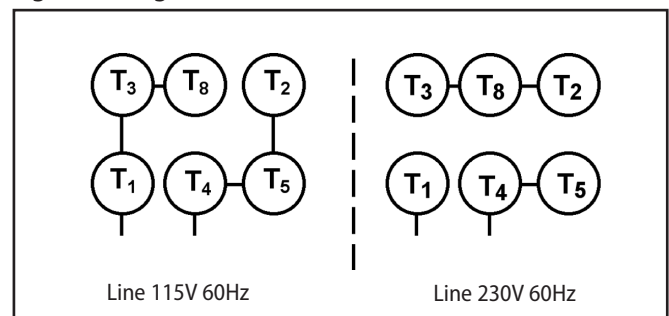 T3 T8 T2 T3 T8 T2
T1 T4 T5 T1 T4 T5
Line 115V 60Hz Line 230V 60Hz